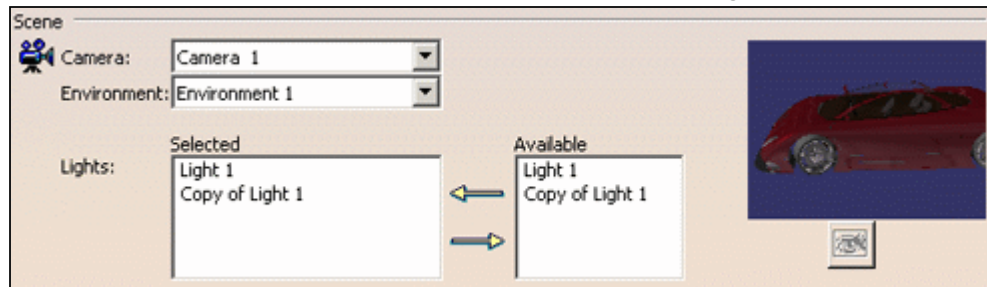 Scene
Camera: Camera 1
Environment: Environment 1
Selected Available
Lights: Light 1 Light 1
Copy of Light 1 Copy of Light 1